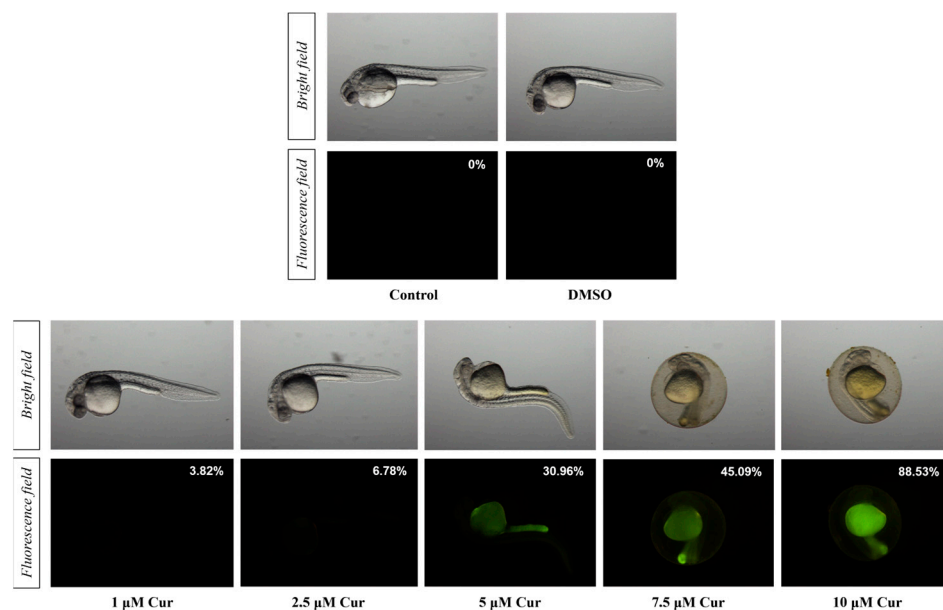 Bright field
Fluorescence field
0%
0%
Control
DMSO
Bright field
Fluorescence field
3.82%
6.78%
30.96%
45.09%
88.53%
1 µM Cur
2.5 µM Cur
5 µM Cur
7.5 µM Cur
10 µM Cur